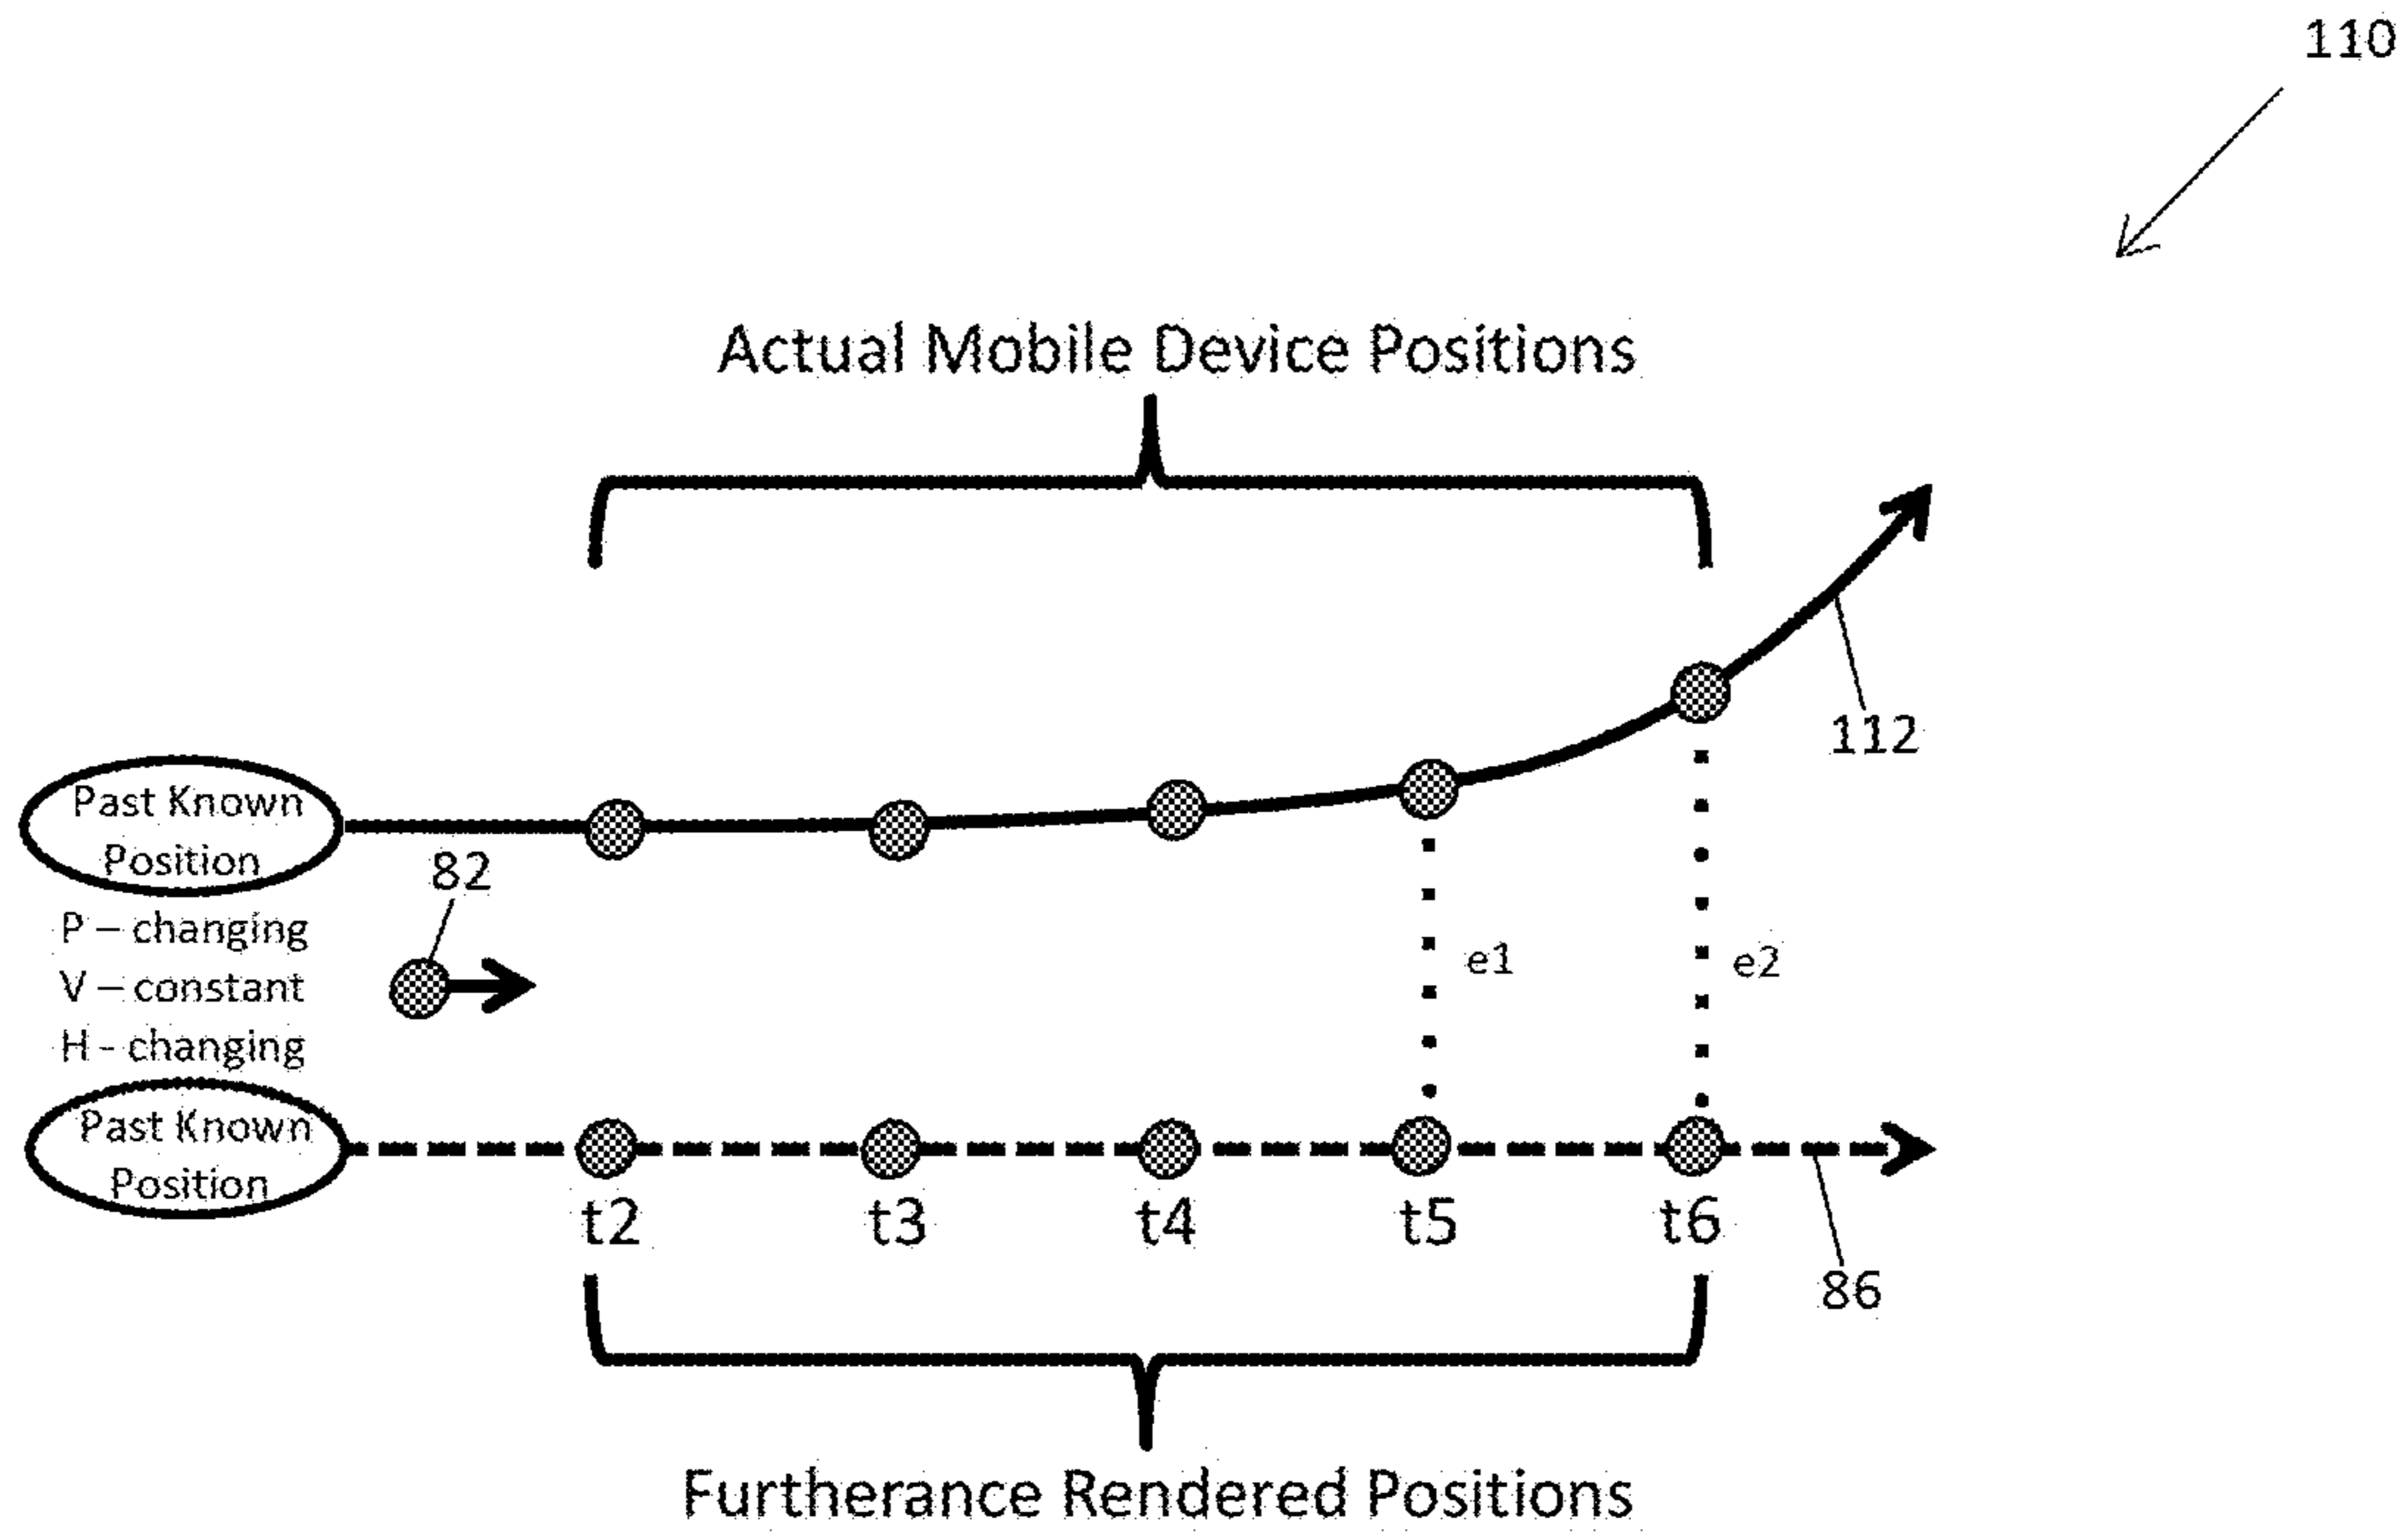 110
Actual Mobile Device Positions
112
Past Known
Position
82
P – changing
V – constant
H - changing
e1
e2
Past Known
Position
t2
t3
t4
t5
t6
86
Furtherance Rendered Positions